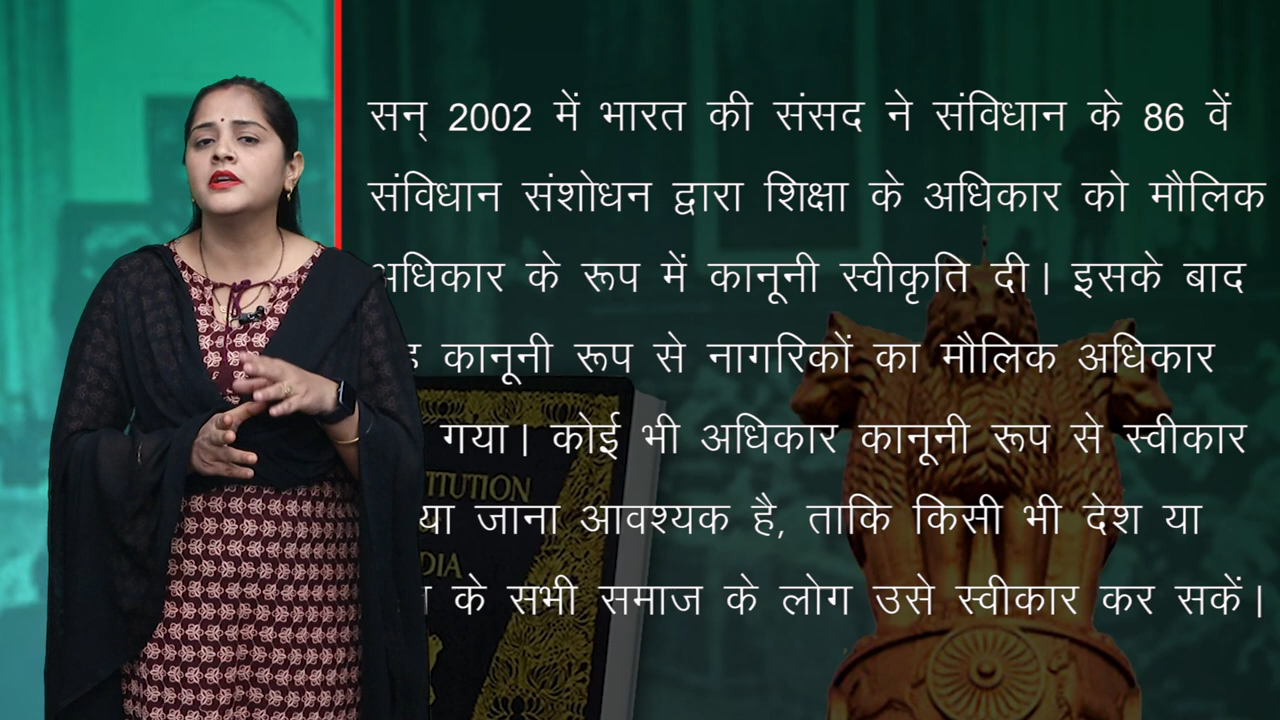 सन् 2002 में भारत की संसद ने संविधान के 86 वें
संविधान संशोधन द्वारा शिक्षा के अधिकार को मौलिक
अधिकार के रूप में कानूनी स्वीकृति दी। इसके बाद
कानूनी रूप से नागरिकों का मौलिक अधिकार
गया। कोई भी अधिकार कानूनी रूप से स्वीकार
जाना आवश्यक है, ताकि किसी भी देश या
के सभी समाज के लोग उसे स्वीकार कर सकें।